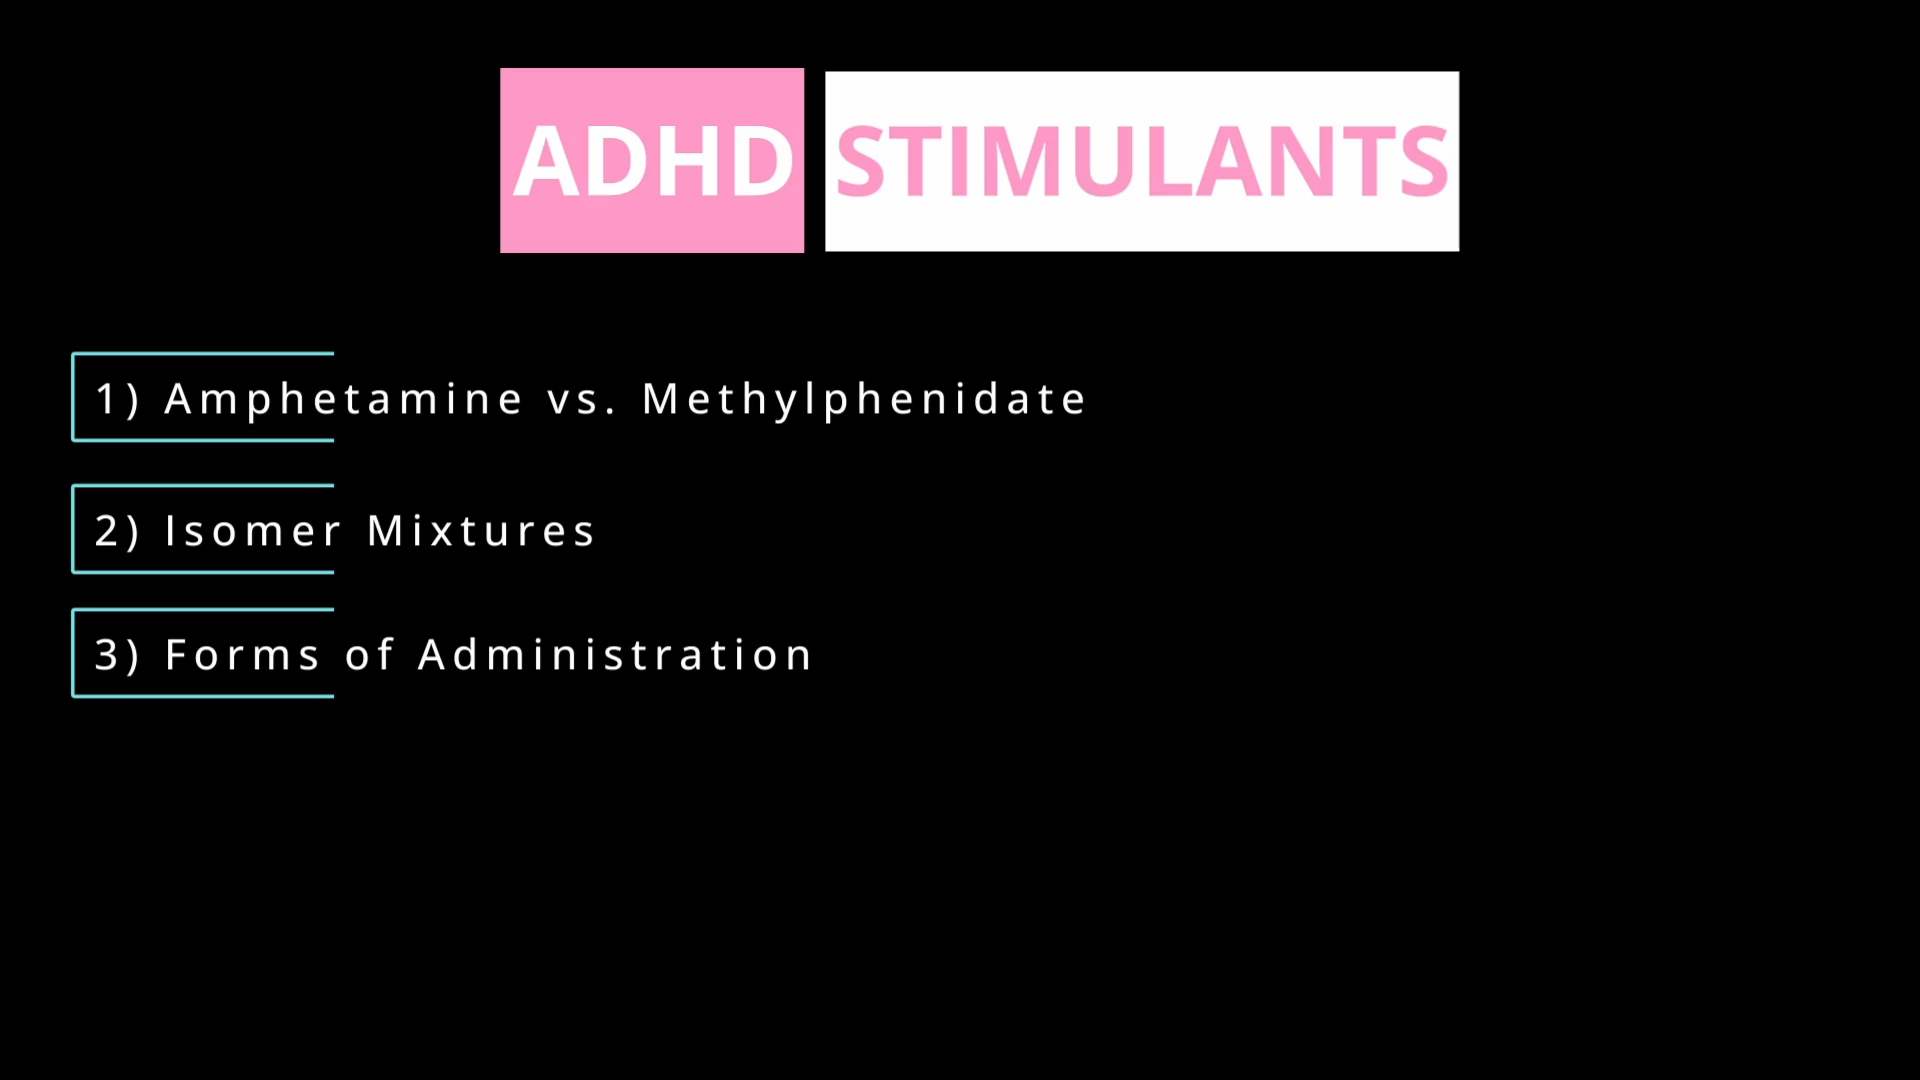 ADHD STIMULANTS
1) Amphetamine vs. Methylphenidate
2) Isomer Mixtures
3) Forms of Administration